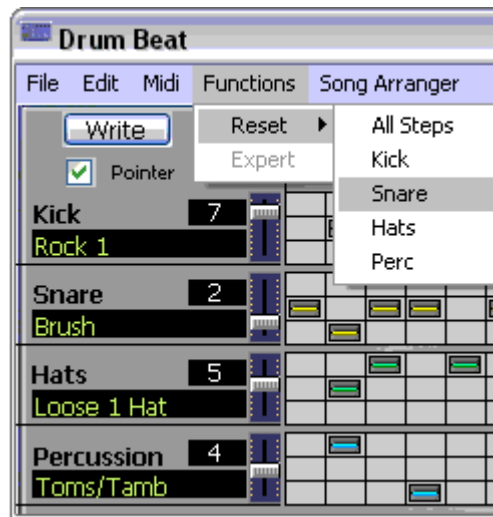 Drum Beat
File Edit Midi Functions Song Arranger
Write
Reset
All Steps
Pointer
Expert
Kick
Snare
Hats
Perc
Kick 7
Rock 1
Snare 2
Brush
Hats 5
Loose 1 Hat
Percussion 4
Toms/Tamb